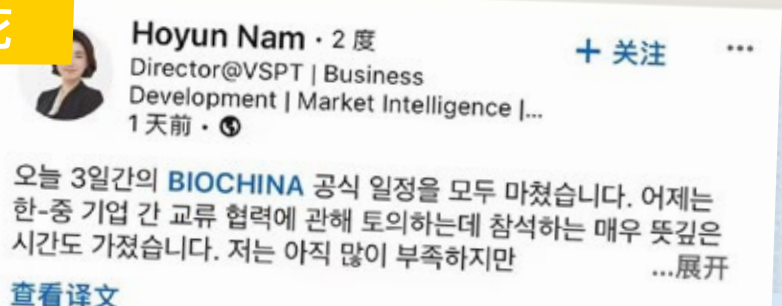 Hoyun Nam · 2 度
+ 关注
Director@VSPT | Business
Development | Market Intelligence |...
1 天前 ·
오늘 3일간의 BIOCHINA 공식 일정을 모두 마쳤습니다. 어제는
한-중 기업 간 교류 협력에 관해 토의하는데 참석하는 매우 뜻깊은
시간도 가졌습니다. 저는 아직 많이 부족하지만 ...展开
查看译文